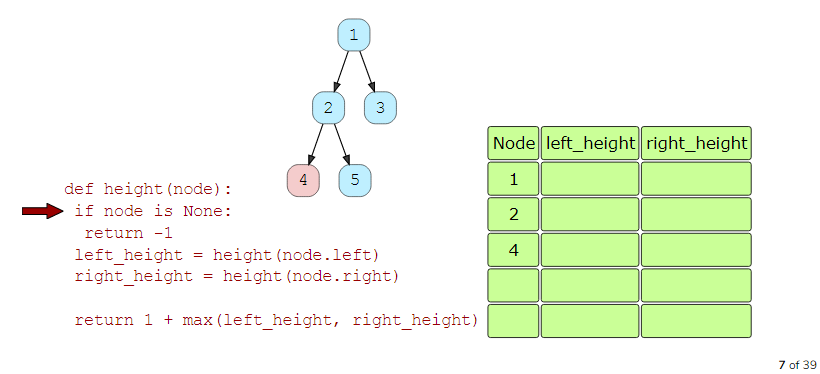 1
2 3
4 5
def height(node):
if node is None:
return -1
left_height = height(node.left)
right_height = height(node.right)
return 1 + max(left_height, right_height)
Node left_height right_height
1
2
4
7 of 39